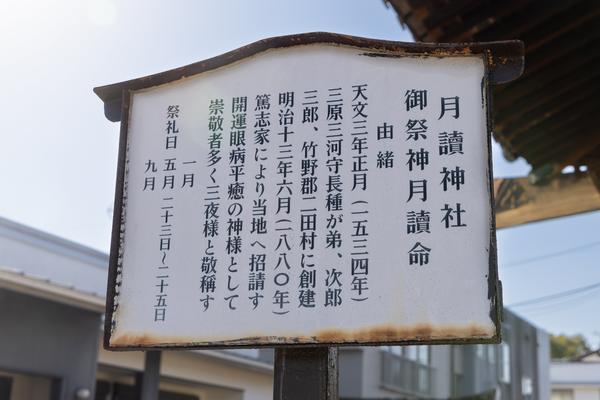 月讀神社
御祭神月讀命
由緒
天文三年正月(一五三四年)
三原三河守長種が弟、次郎
三郎、竹野郡二田村に創建
明治十三年六月(一八八〇年)
篤志家により当地へ招請す
開運眼病平癒の神様として
崇敬者多く三夜様と敬稱す
一月
祭礼日 五月 二十三日～二十五日
九月